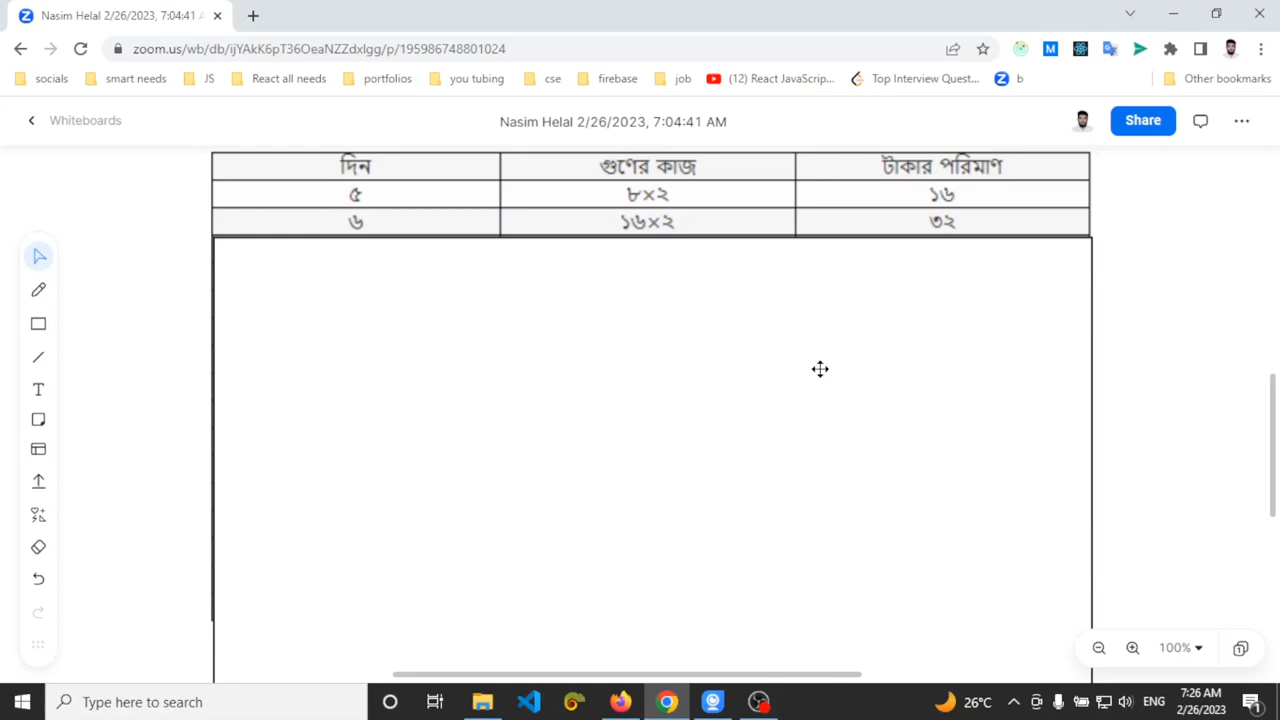 Nasim Helal 2/26/2023, 7:04:41 A
zoom.us/wb/db/ijYAkK6pT36OeaNZZdxlgg/p/195986748801024
socials smart needs JS React all needs portfolios you tubing cse firebase job (12) React JavaScrip... Top Interview Quest... b Other bookmarks
Whiteboards Nasim Helal 2/26/2023, 7:04:41 AM Share
দিন গুণের কাজ টাকার পরিমাণ
৫ ৮×২ ১৬
৬ ১৬×২ ৩২
T
100%
Type here to search 26°C ENG 7:26 AM
2/26/2023